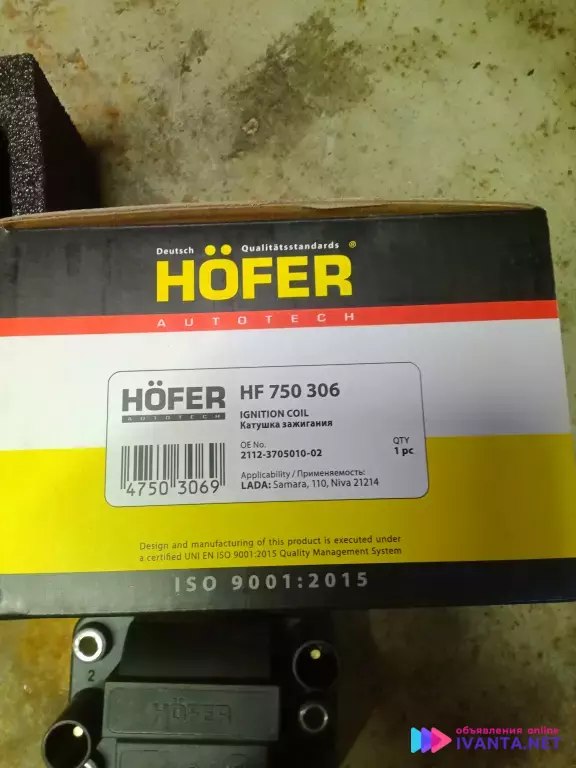 Deutsch Qualitätsstandards ®
HÖFER
AUTOTECH
HÖFER
AUTOTECH
HF 750 306
IGNITION COIL
Катушка зажигания
OE No.
2112-3705010-02
QTY
1 pc
4750 3069
Applicability / Применяемость:
LADA: Samara, 110, Niva 21214
Design and manufacturing of this product is executed under
a certified UNI EN ISO 9001:2015 Quality Management System
ISO 9001:2015
2
HÖFER
объявления online
IVANTA.NET